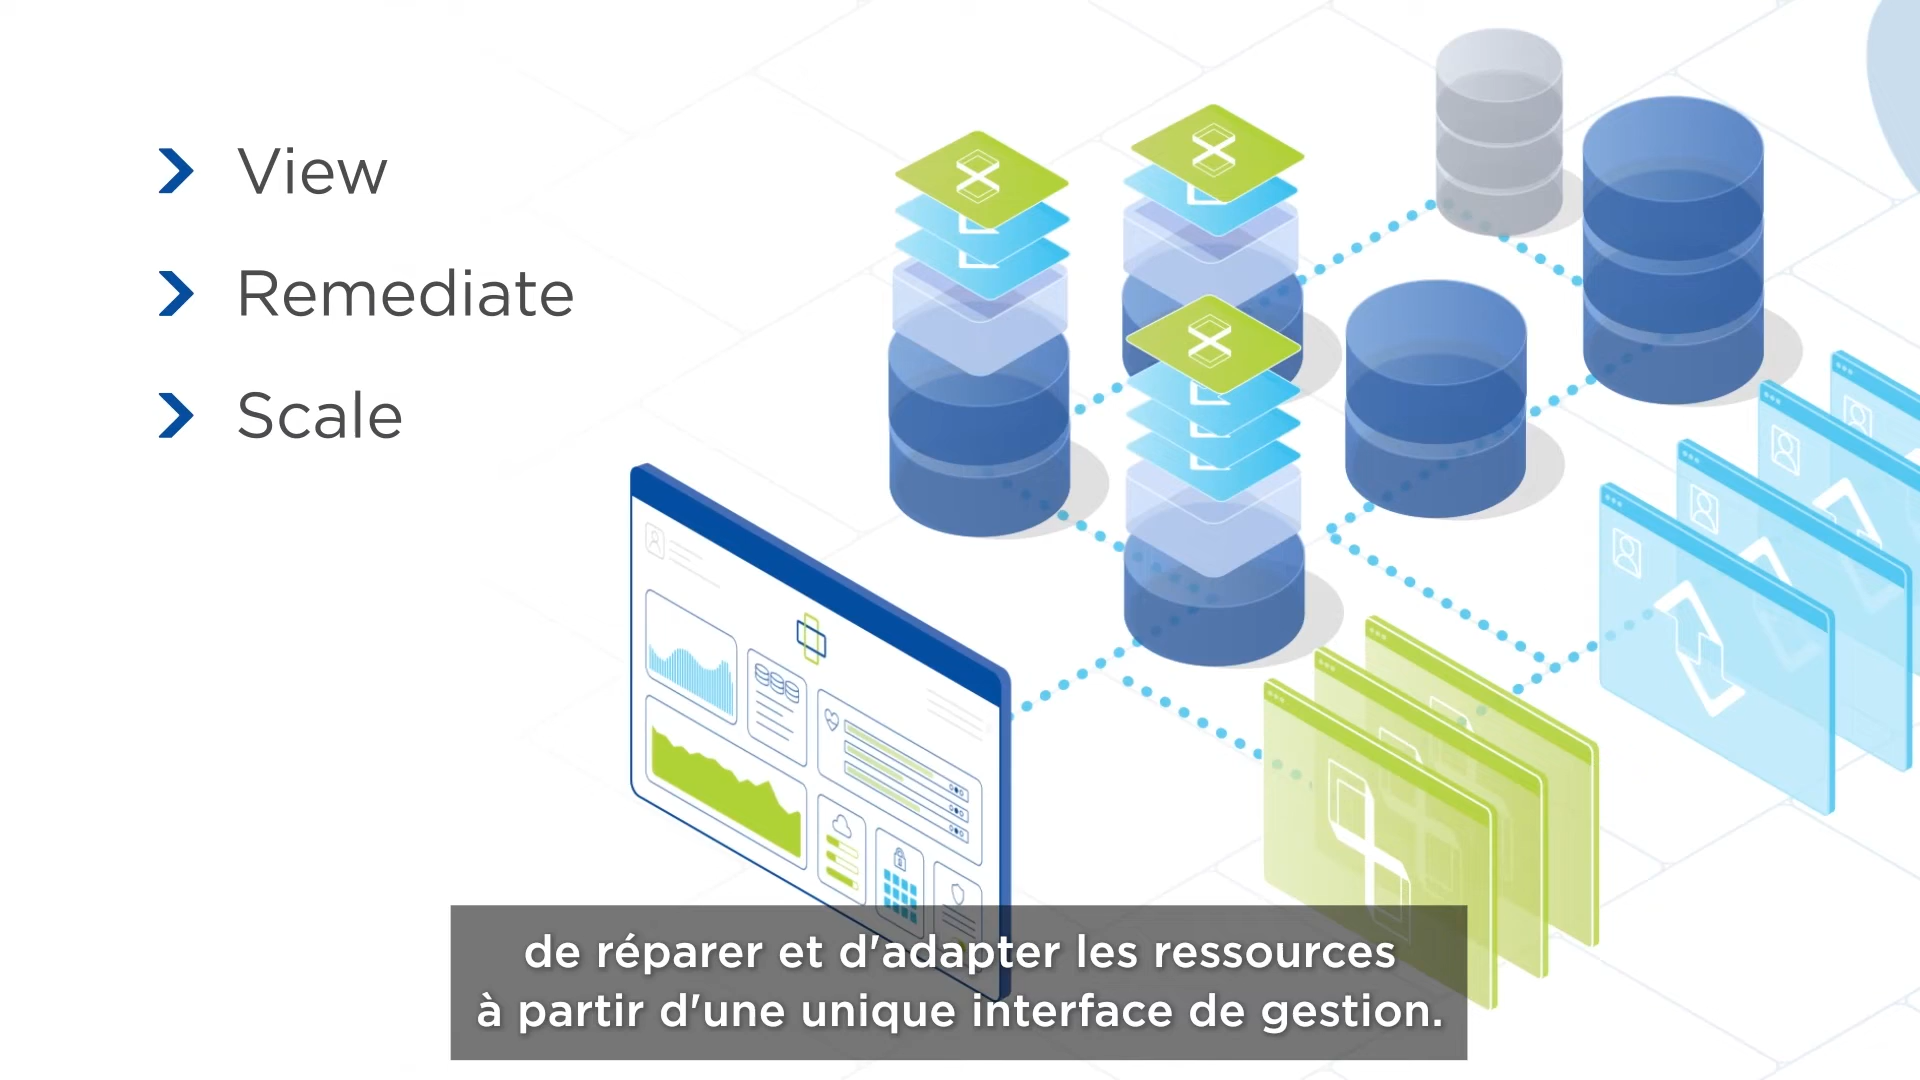 View
Remediate
Scale
de réparer et d'adapter les ressources
à partir d'une unique interface de gestion.